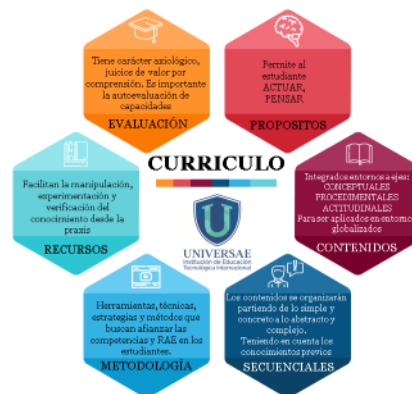 Tiene carácter axiológico,
juicios de valor por
comprensión. Es importante
la autoevaluación de
capacidades
EVALUACIÓN
Permite al
estudiante
ACTUAR,
PENSAR
PROPOSITOS
CURRICULO
Facilitan la manipulación,
experimentación y
verificación del
conocimiento desde la
praxis
RECURSOS
Integrados entornos a ejes:
CONCEPTUALES
PROCEDIMENTALES
ACTITUDINALES
Para ser aplicados en entornos
globalizados
CONTENIDOS
UNIVERSAE
Institución de Educación
Tecnológica Internacional
Herramientas, técnicas,
estrategias y métodos que
buscan afianzar las
competencias y RAE en los
estudiantes.
METODOLOGÌA
Los contenidos se organizarán
partiendo de lo simple y
concreto a lo abstracto y
complejo.
Teniendo en cuenta los
conocimientos previos
SECUENCIALES